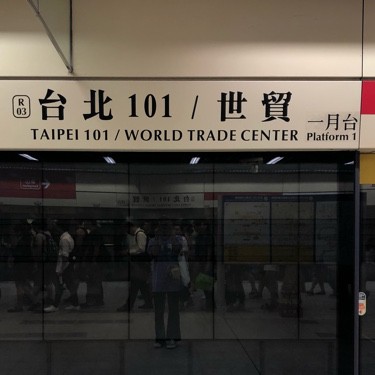 R
03
台北 101 / 世貿
TAIPEI 101 / WORLD TRADE CENTER
一月台
Platform 1